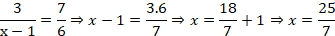 3/(x − 1) = 7/6 ⇒ x − 1 = 3.6/7 ⇒ x = 18/7 + 1 ⇒ x = 25/7